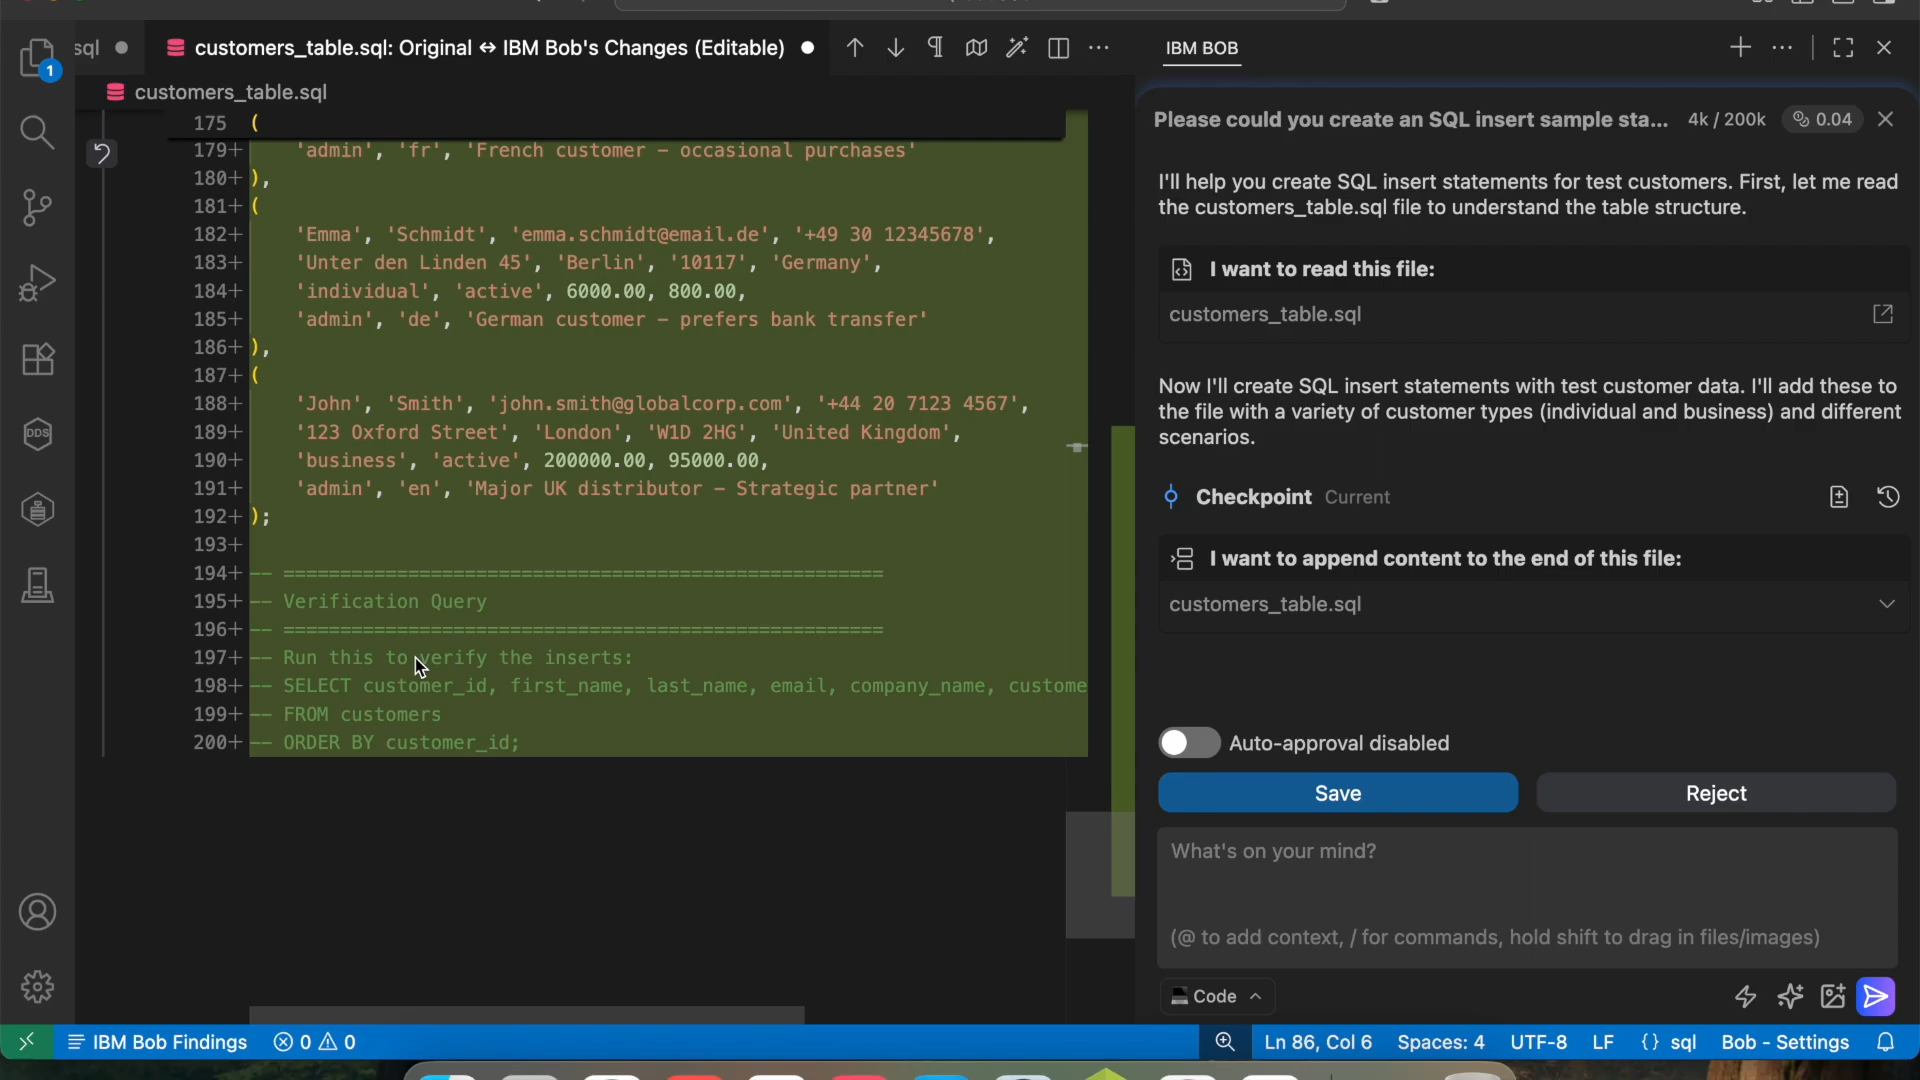 sql
customers_table.sql: Original ↔ IBM Bob's Changes (Editable)
1
customers_table.sql
175 (
179+ 'admin', 'fr', 'French customer - occasional purchases'
180+ ),
181+ (
182+ 'Emma', 'Schmidt', 'emma.schmidt@email.de', '+49 30 12345678',
183+ 'Unter den Linden 45', 'Berlin', '10117', 'Germany',
184+ 'individual', 'active', 6000.00, 800.00,
185+ 'admin', 'de', 'German customer - prefers bank transfer'
186+ ),
187+ (
188+ 'John', 'Smith', 'john.smith@globalcorp.com', '+44 20 7123 4567',
189+ '123 Oxford Street', 'London', 'W1D 2HG', 'United Kingdom',
190+ 'business', 'active', 200000.00, 95000.00,
191+ 'admin', 'en', 'Major UK distributor - Strategic partner'
192+ );
193+
194+ -- =====================================================
195+ -- Verification Query
196+ -- =====================================================
197+ -- Run this to verify the inserts:
198+ -- SELECT customer_id, first_name, last_name, email, company_name, custome
199+ -- FROM customers
200+ -- ORDER BY customer_id;
DDS
IBM BOB
Please could you create an SQL insert sample sta... 4k / 200k 0.04
I'll help you create SQL insert statements for test customers. First, let me read
the customers_table.sql file to understand the table structure.
I want to read this file:
customers_table.sql
Now I'll create SQL insert statements with test customer data. I'll add these to
the file with a variety of customer types (individual and business) and different
scenarios.
Checkpoint Current
I want to append content to the end of this file:
customers_table.sql
Auto-approval disabled
Save Reject
What's on your mind?
(@ to add context, / for commands, hold shift to drag in files/images)
Code
IBM Bob Findings 0 0 Ln 86, Col 6 Spaces: 4 UTF-8 LF {} sql Bob - Settings